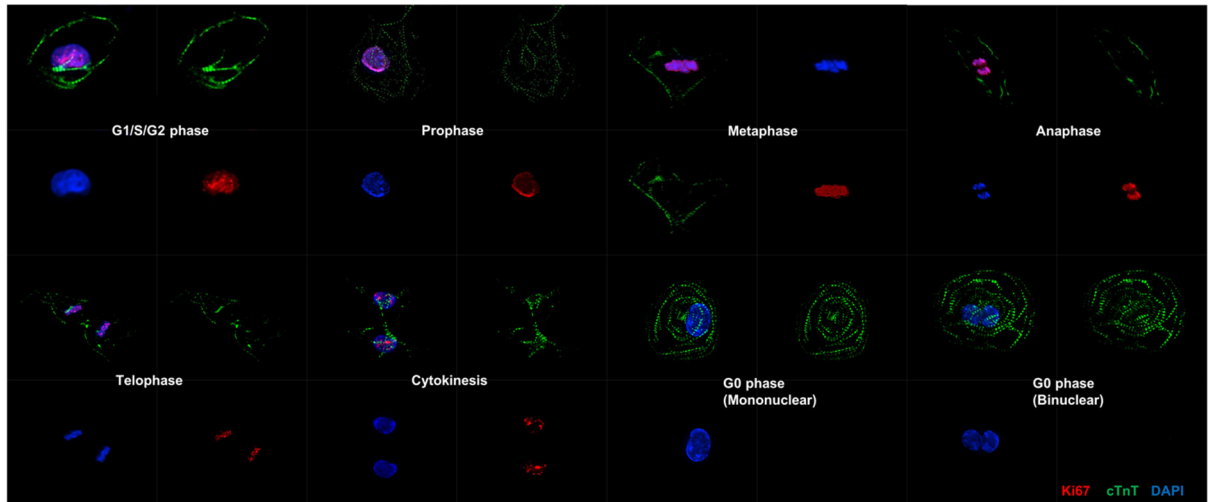 G1/S/G2 phase
Prophase
Metaphase
Anaphase
Telophase
Cytokinesis
G0 phase
(Mononuclear)
G0 phase
(Binuclear)
Ki67 cTnT DAPI